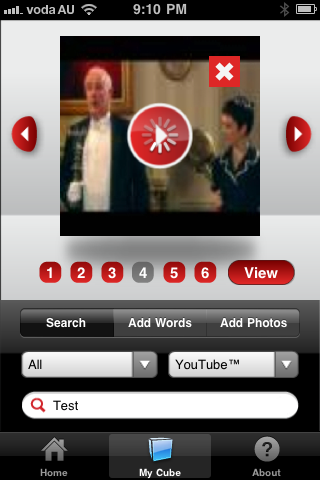 voda AU 9:10 PM
1 2 3 4 5 6 View
Search Add Words Add Photos
All YouTube™
Test
Home My Cube About
?